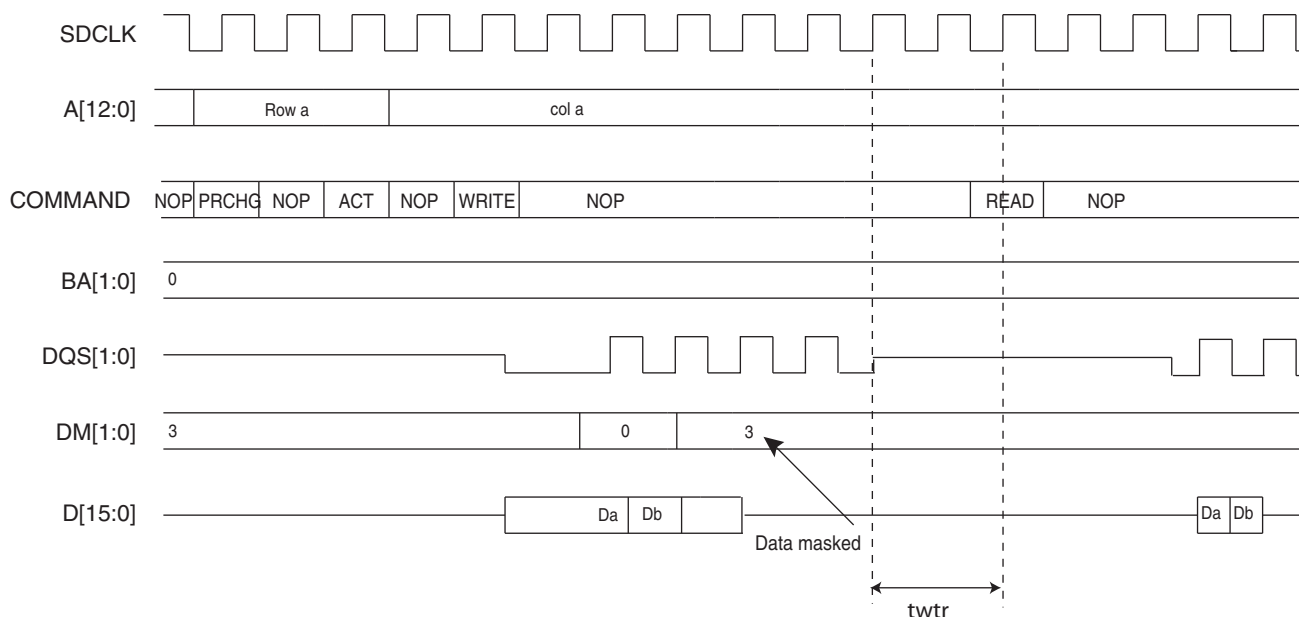 SDCLK
A[12:0] Row a col a
COMMAND NOP PRCHG NOP ACT NOP WRITE NOP READ NOP
BA[1:0] 0
DQS[1:0]
DM[1:0] 3 0 3
D[15:0] Da Db Da Db
Data masked
twtr